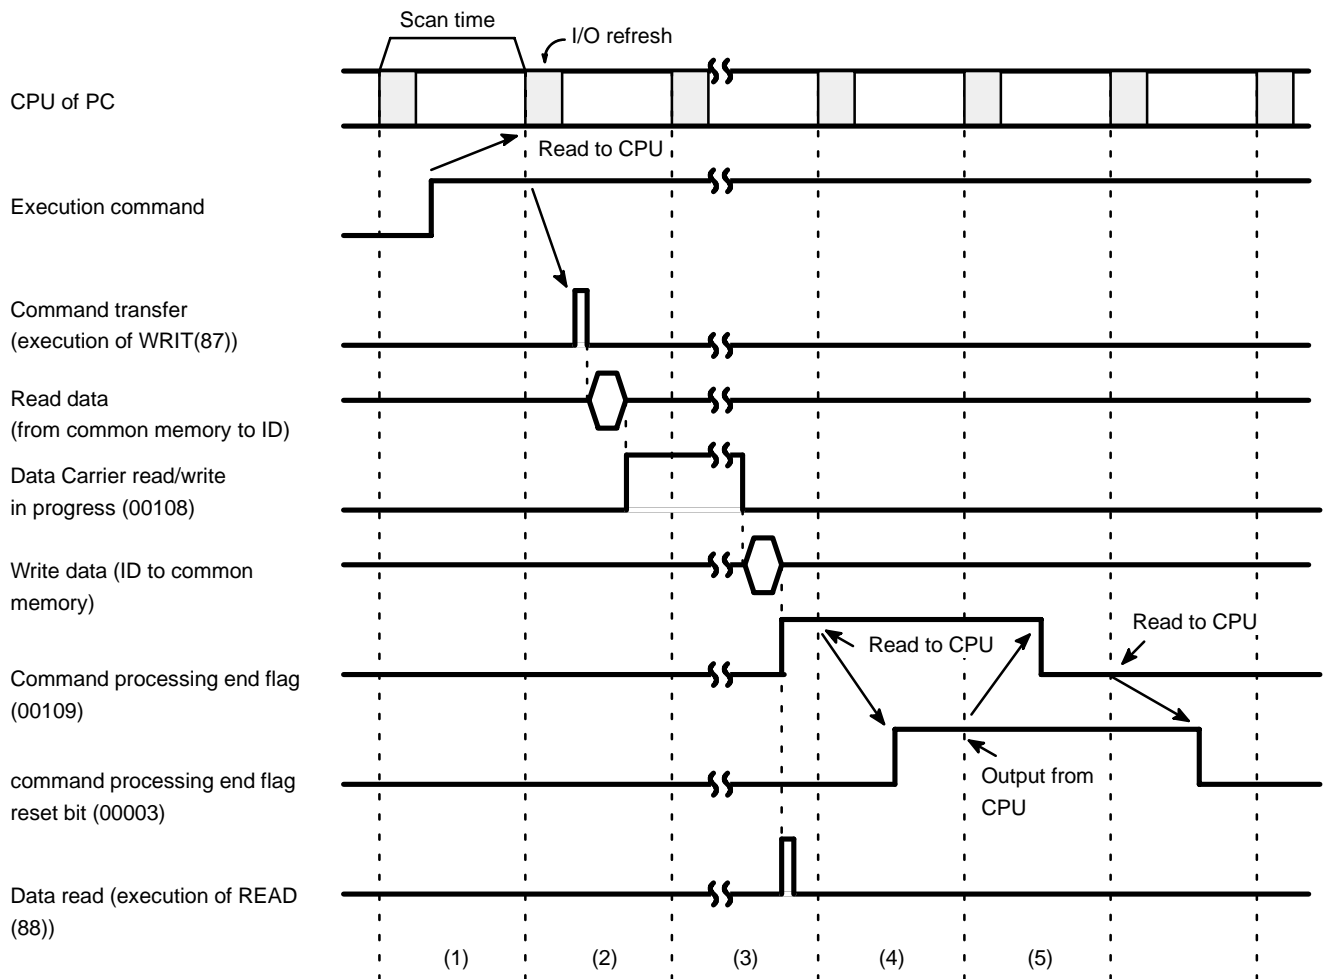 Scan time
I/O refresh
CPU of PC
Read to CPU
Execution command
Command transfer
(execution of WRIT(87))
Read data
(from common memory to ID)
Data Carrier read/write
in progress (00108)
Write data (ID to common
memory)
Read to CPU
Read to CPU
Command processing end flag
(00109)
command processing end flag
reset bit (00003)
Output from
CPU
Data read (execution of READ
(88))
(1) (2) (3) (4) (5)